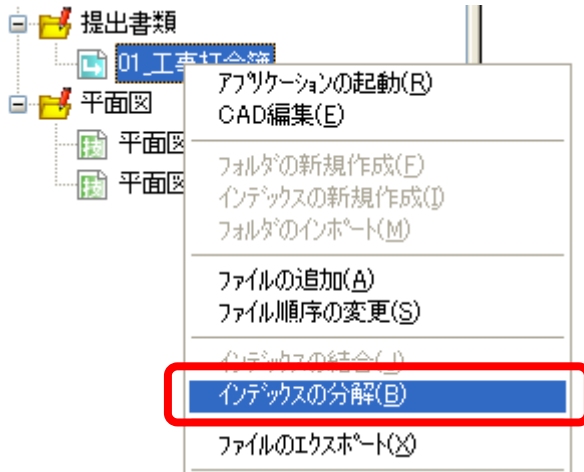 提出書類
01_工事打合簿
アプリケーションの起動(R)
CAD編集(E)
平面図
平面図
フォルダの新規作成(F)
平面図
インデックスの新規作成(I)
フォルダのインポート(M)
ファイルの追加(A)
ファイル順序の変更(S)
インデックスの結合(J)
インデックスの分解(B)
ファイルのエクスポート(X)